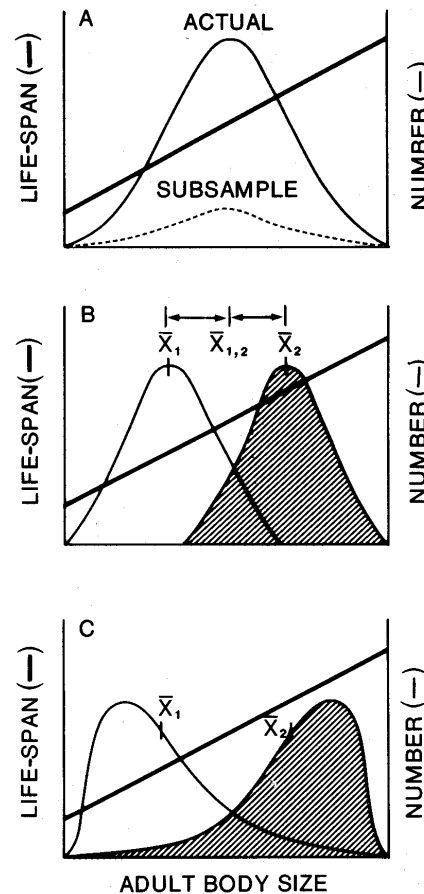 A
ACTUAL
SUBSAMPLE
LIFE-SPAN (—)
NUMBER (—)
B
X̄₁ X̄₁,₂ X̄₂
LIFE-SPAN(—)
NUMBER (—)
C
X̄₁
X̄₂
LIFE-SPAN (—)
NUMBER (—)
ADULT BODY SIZE